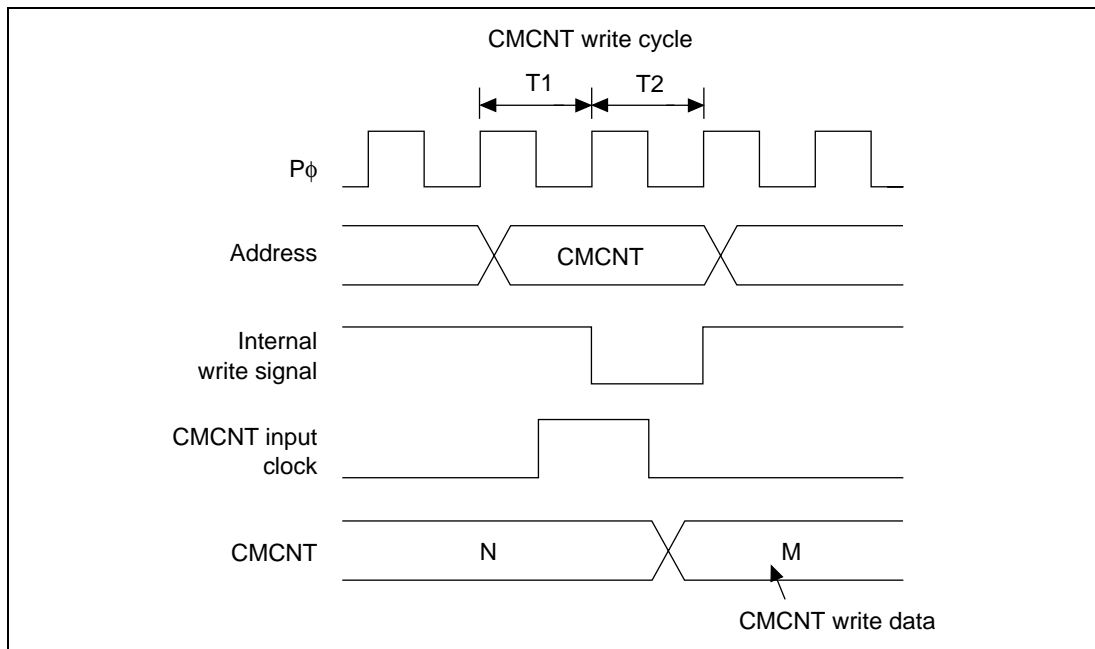 CMCNT write cycle
T1
T2
Pϕ
Address
CMCNT
Internal
write signal
CMCNT input
clock
CMCNT
N
M
CMCNT write data